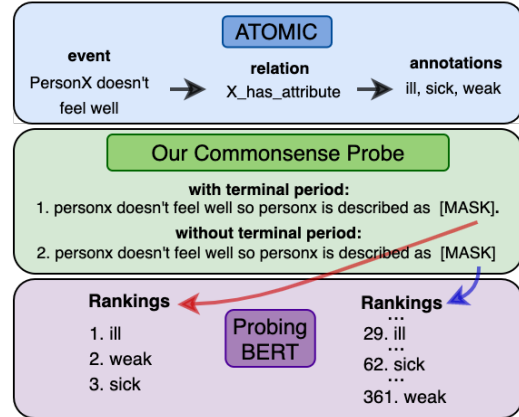 ATOMIC
event
PersonX doesn't
feel well
relation
X_has_attribute
annotations
ill, sick, weak
Our Commonsense Probe
with terminal period:
1. personx doesn't feel well so personx is described as [MASK].
without terminal period:
2. personx doesn't feel well so personx is described as [MASK]
Rankings
1. ill
2. weak
3. sick
Probing
BERT
Rankings
...
29. ill
...
62. sick
...
361. weak